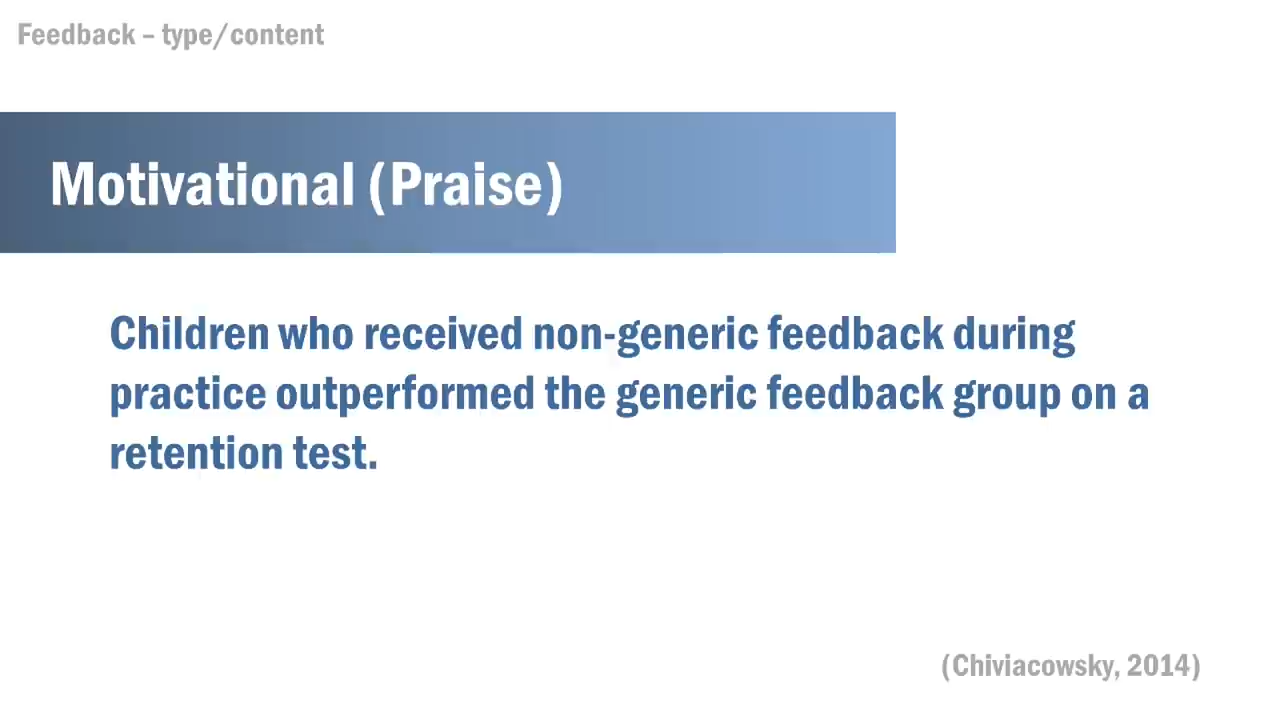 Feedback – type/content
Motivational (Praise)
Children who received non-generic feedback during
practice outperformed the generic feedback group on a
retention test.
(Chiviacowsky, 2014)